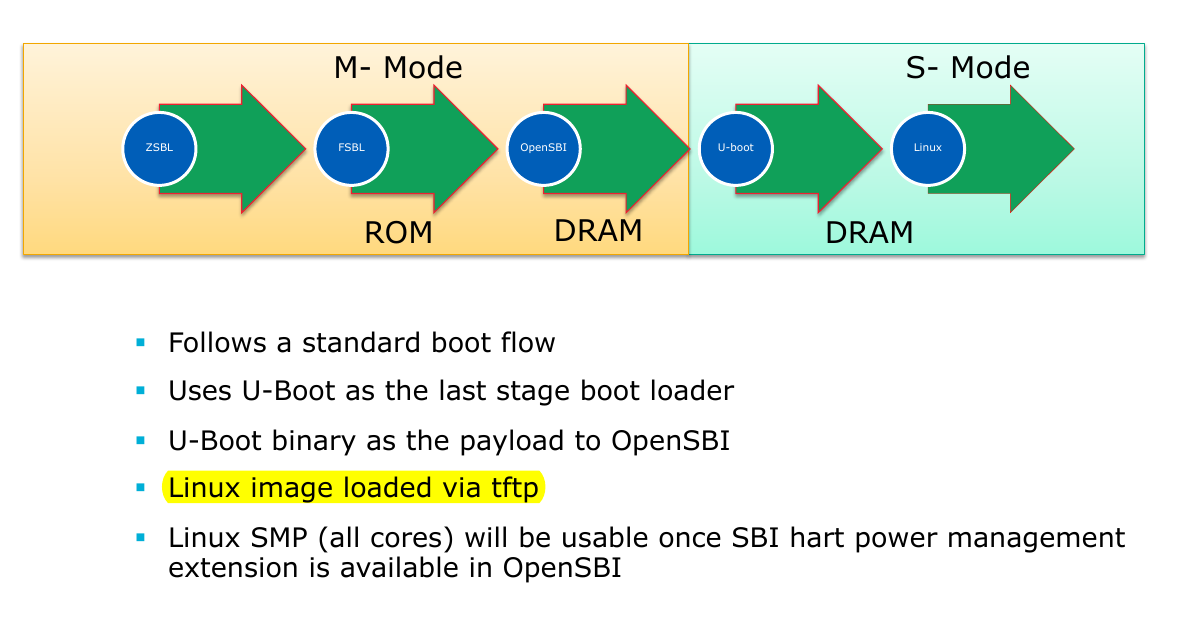 M- Mode
S- Mode
ZSBL
FSBL
OpenSBI
U-boot
Linux
ROM
DRAM
DRAM
Follows a standard boot flow
Uses U-Boot as the last stage boot loader
U-Boot binary as the payload to OpenSBI
Linux image loaded via tftp
Linux SMP (all cores) will be usable once SBI hart power management
extension is available in OpenSBI